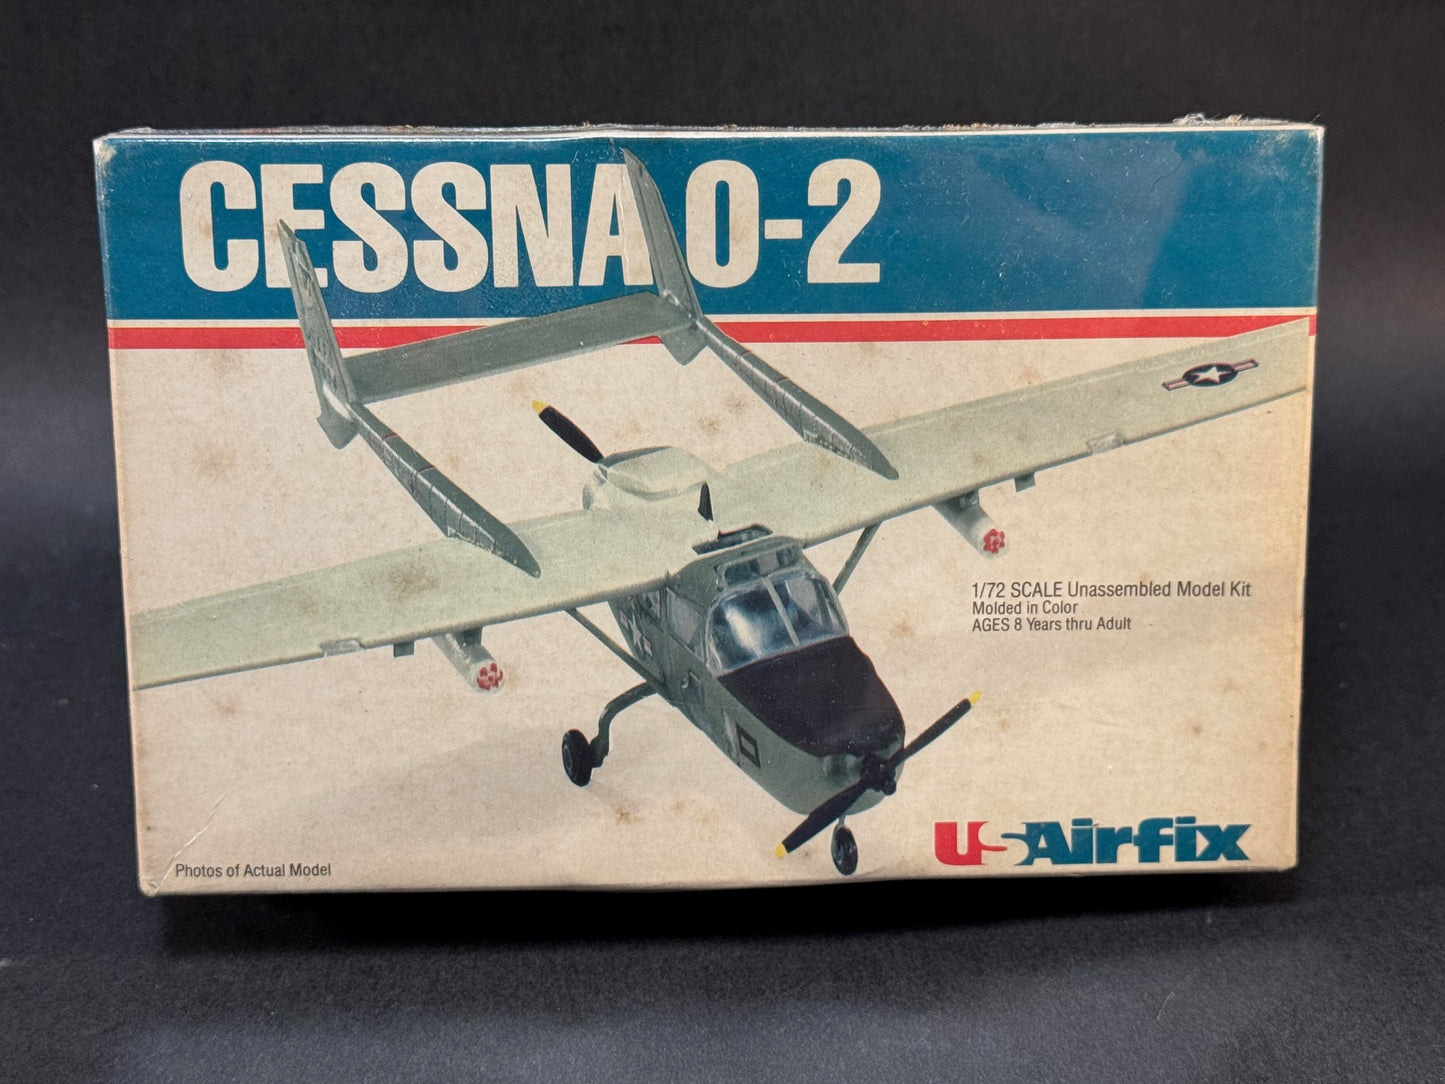 CESSNA O-2
1/72 SCALE Unassembled Model Kit
Molded in Color
AGES 8 Years thru Adult
Photos of Actual Model
USAirfix